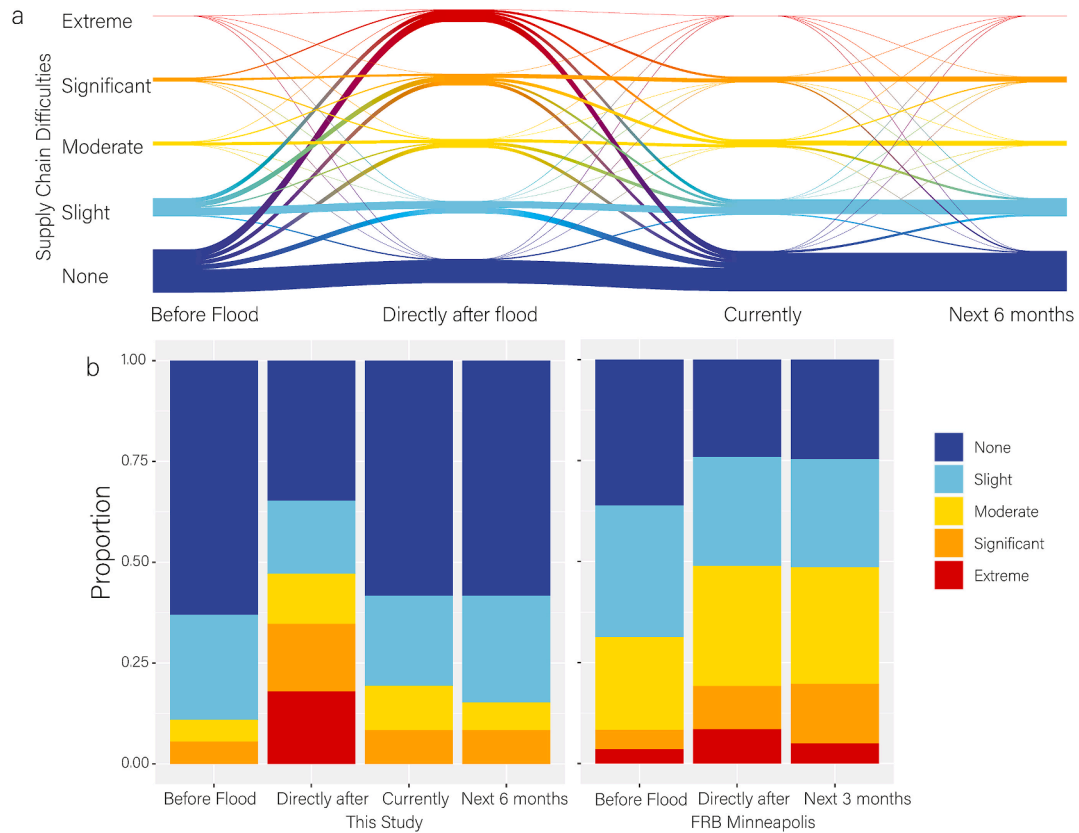 a
Supply Chain Difficulties
Extreme
Significant
Moderate
Slight
None
Before Flood
Directly after flood
Currently
Next 6 months
b
Proportion
1.00
0.75
0.50
0.25
0.00
Before Flood
Directly after
Currently
Next 6 months
This Study
Before Flood
Directly after
Next 3 months
FRB Minneapolis
None
Slight
Moderate
Significant
Extreme